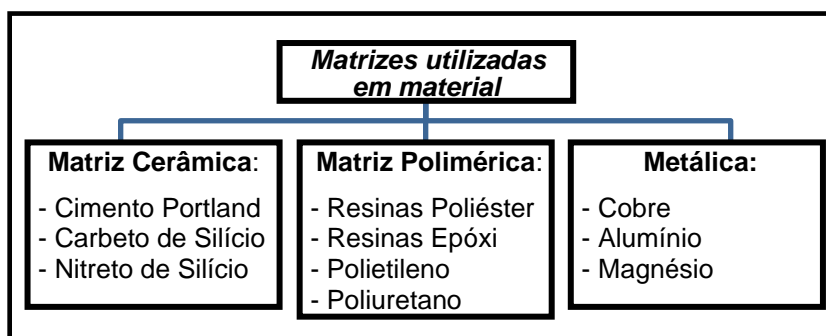 Matrizes utilizadas
em material
Matriz Cerâmica:
- Cimento Portland
- Carbeto de Silício
- Nitreto de Silício
Matriz Polimérica:
- Resinas Poliéster
- Resinas Epóxi
- Polietileno
- Poliuretano
Metálica:
- Cobre
- Alumínio
- Magnésio